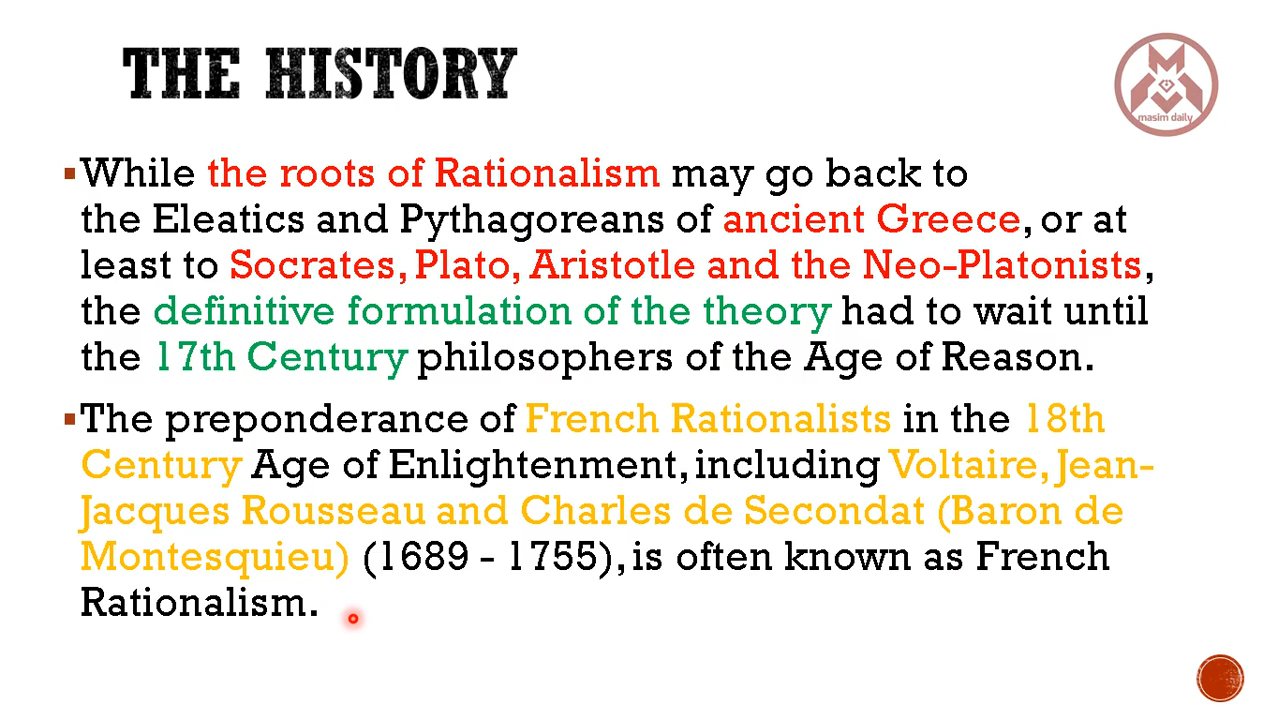 THE HISTORY
masim daily
▪While the roots of Rationalism may go back to
the Eleatics and Pythagoreans of ancient Greece, or at
least to Socrates, Plato, Aristotle and the Neo-Platonists,
the definitive formulation of the theory had to wait until
the 17th Century philosophers of the Age of Reason.
▪The preponderance of French Rationalists in the 18th
Century Age of Enlightenment, including Voltaire, Jean-
Jacques Rousseau and Charles de Secondat (Baron de
Montesquieu) (1689 - 1755), is often known as French
Rationalism.